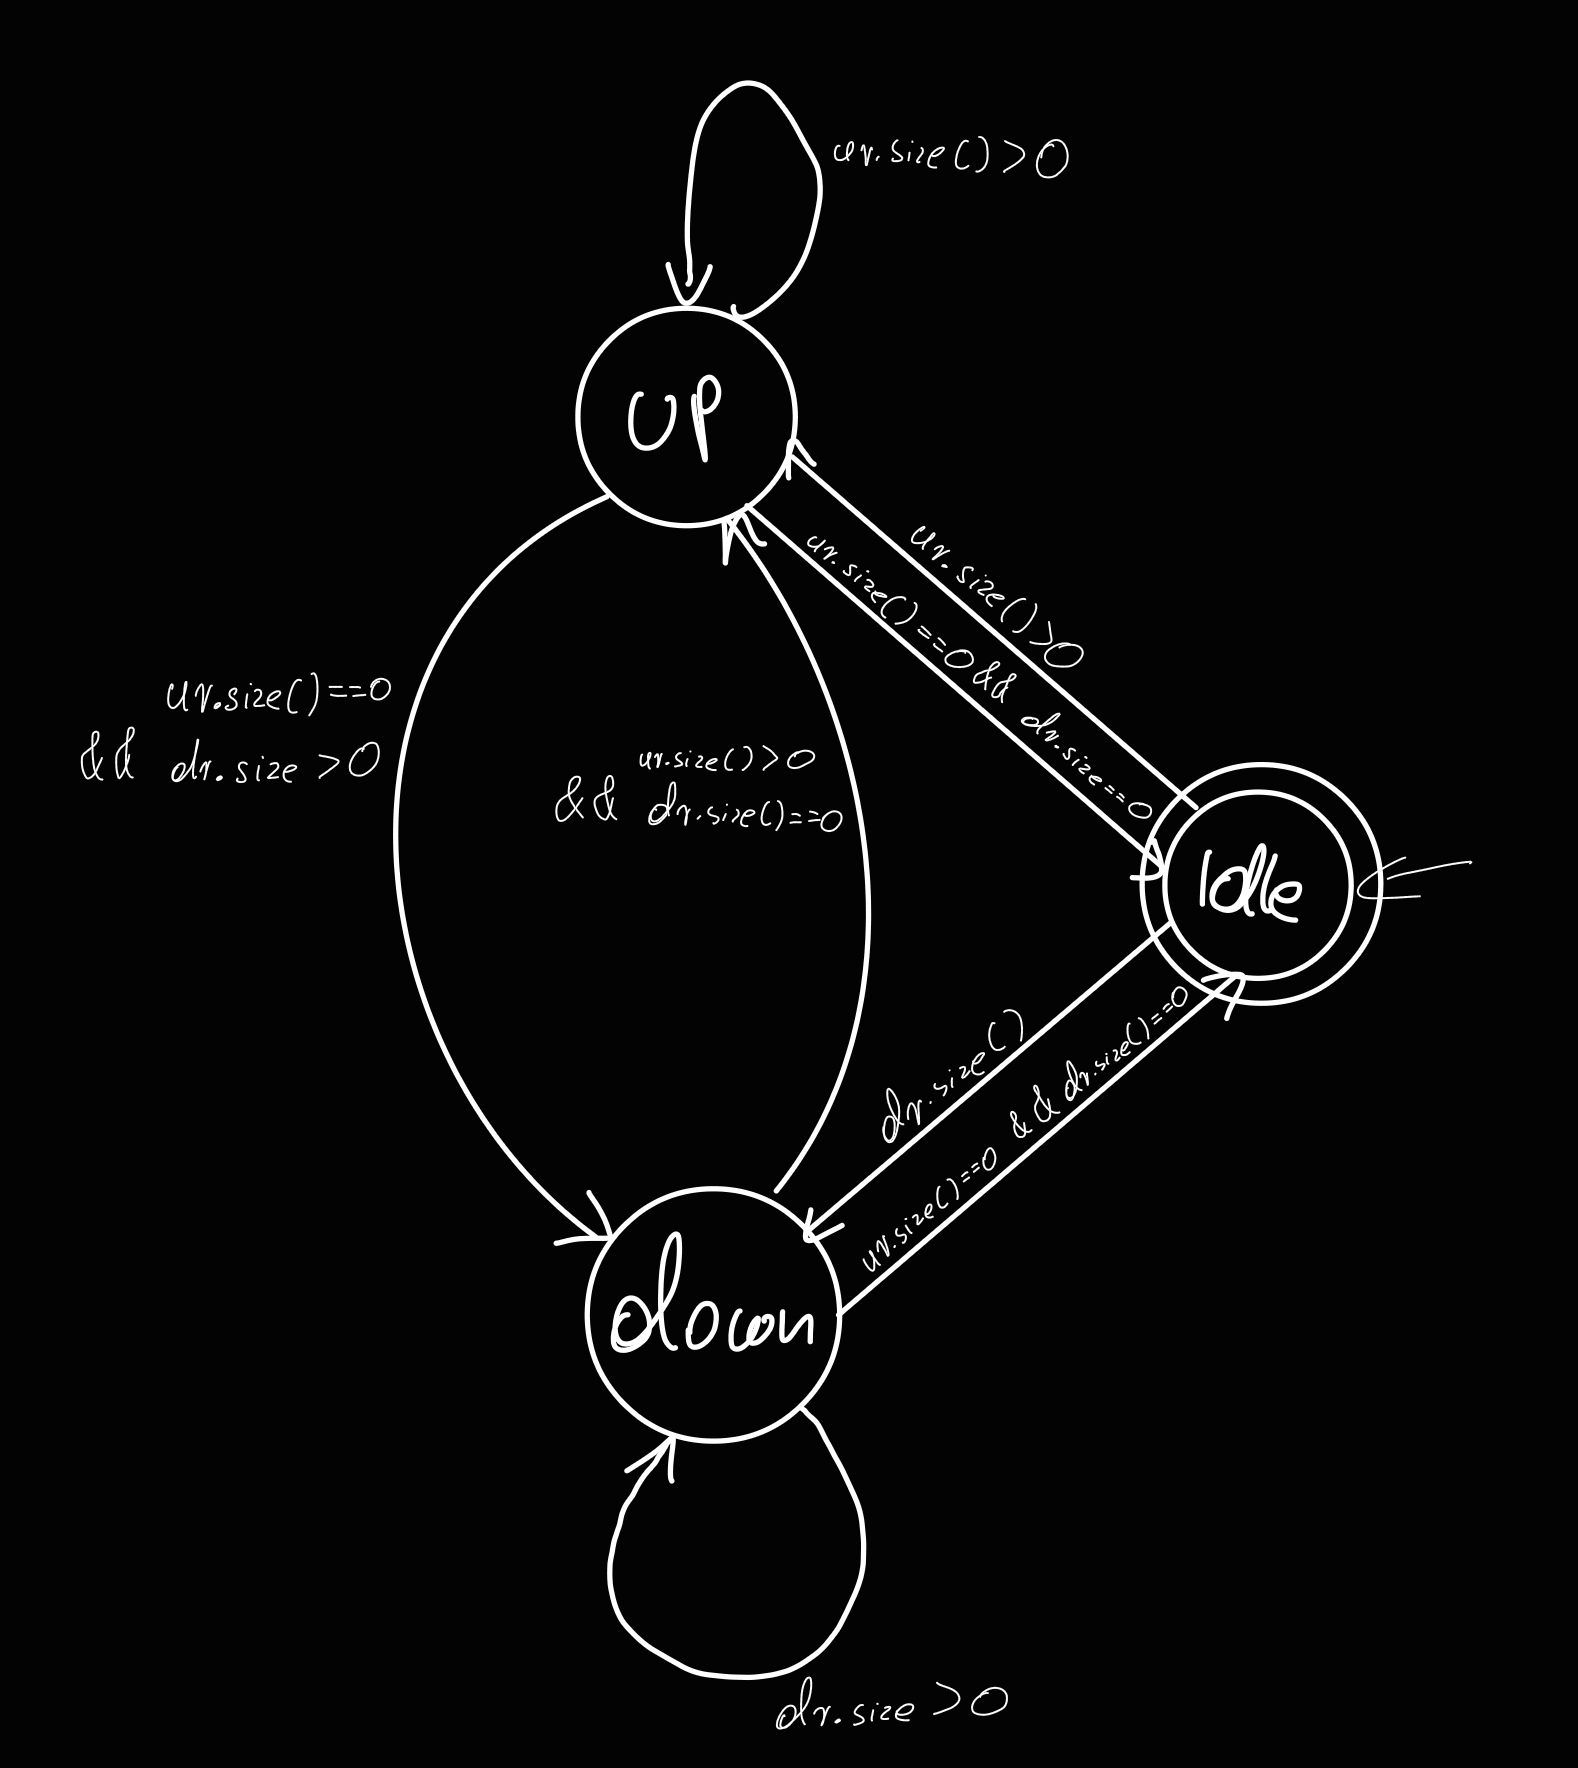 ur.size()>0
up
ur.size()>0
ur.size()==0 && dr.size==0
ur.size()==0
&& dr.size >0
ur.size()>0
&& dr.size()==0
Idle
dr.size()
ur.size()==0 && dr.size()==0
down
dr.size >0